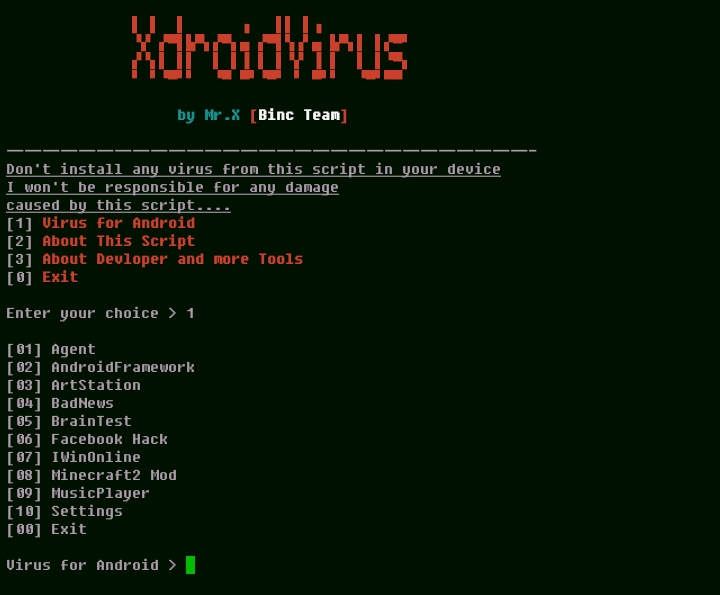 XdroidVirus
by Mr.X [Binc Team]
Don't install any virus from this script in your device
I won't be responsible for any damage
caused by this script....
[1] Virus for Android
[2] About This Script
[3] About Devloper and more Tools
[0] Exit
Enter your choice > 1
[01] Agent
[02] AndroidFramework
[03] ArtStation
[04] BadNews
[05] BrainTest
[06] Facebook Hack
[07] IWinOnline
[08] Minecraft2 Mod
[09] MusicPlayer
[10] Settings
[00] Exit
Virus for Android >